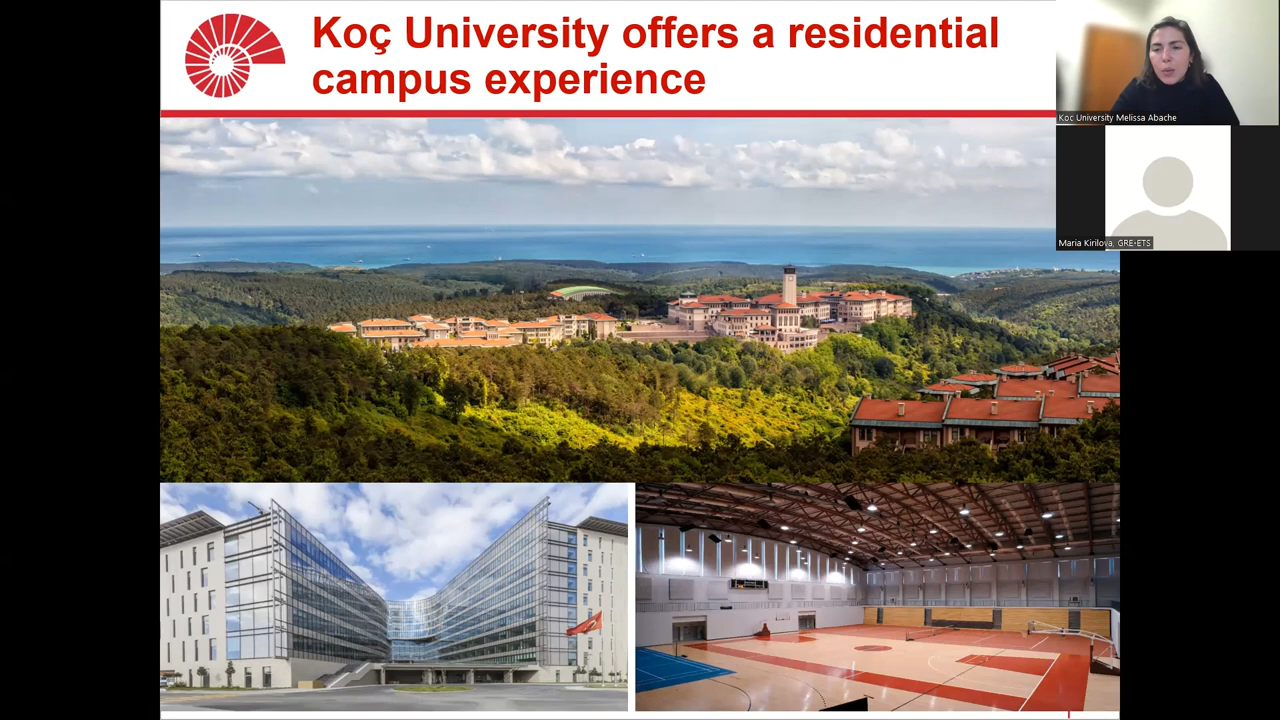 Koç University offers a residential
campus experience
Koc University Melissa Abache
Maria Kirilova, GRE-ETS